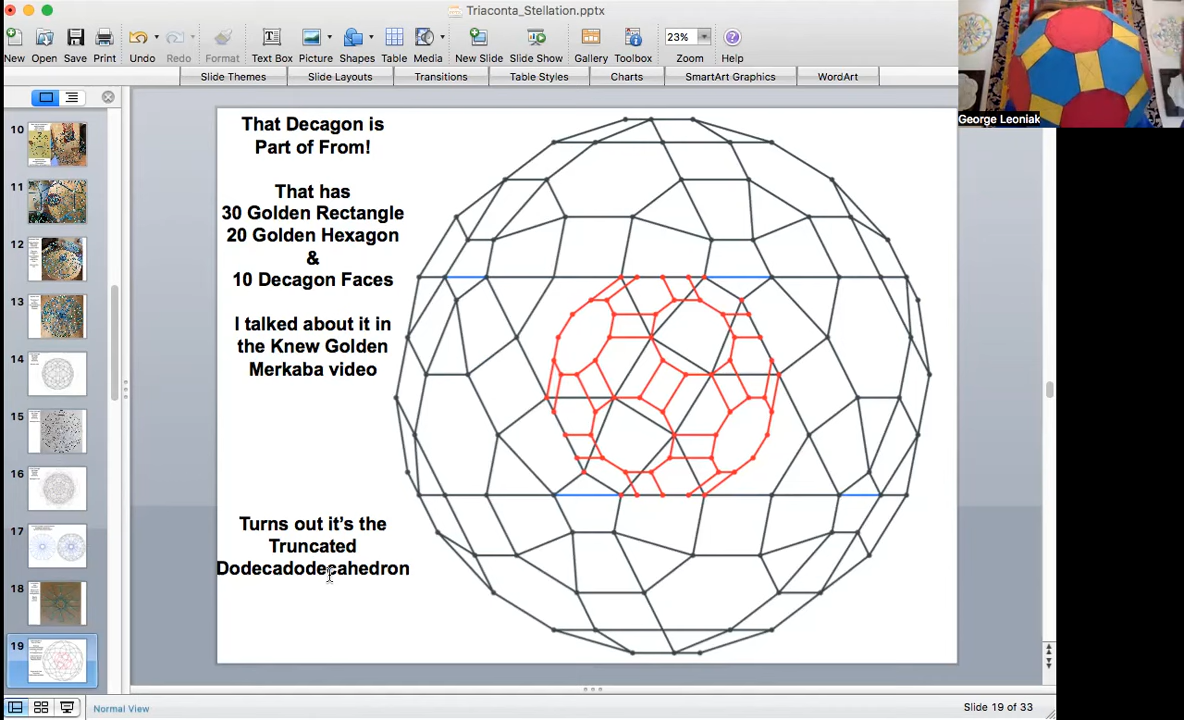 Triaconta_Stellation.pptx
New Open Save Print Undo Redo Format Text Box Picture Shapes Table Media New Slide Slide Show Gallery Toolbox Zoom Help
23%
Slide Themes Slide Layouts Transitions Table Styles Charts SmartArt Graphics WordArt
George Leoniak
10
11
12
13
14
15
16
17
18
19
That Decagon is
Part of From!
That has
30 Golden Rectangle
20 Golden Hexagon
&
10 Decagon Faces
I talked about it in
the Knew Golden
Merkaba video
Turns out it's the
Truncated
Dodecadodecahedron
Normal View
Slide 19 of 33